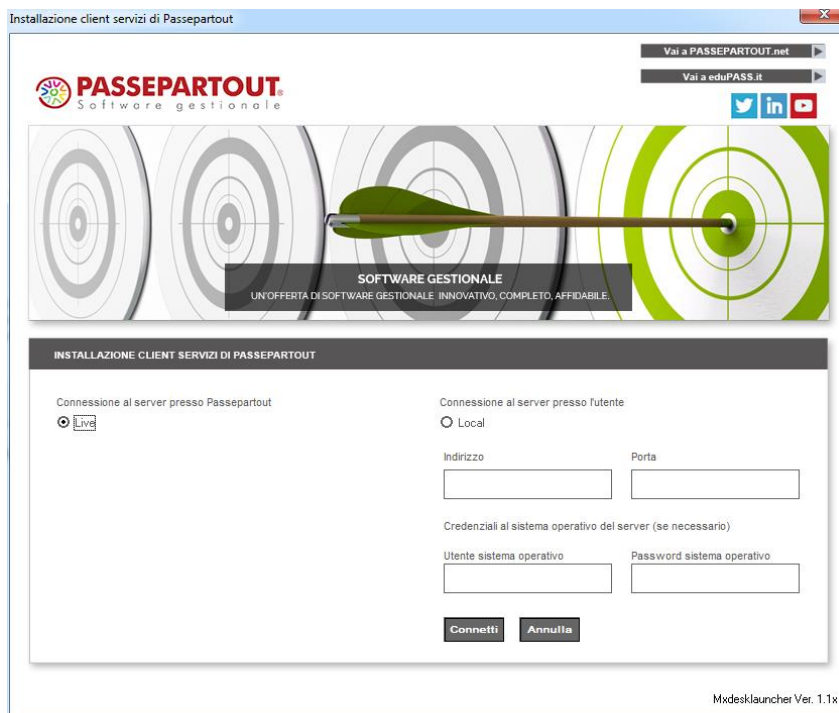 Installazione client servizi di Passepartout
Vai a PASSEPARTOUT.net
Vai a eduPASS.it
PASSEPARTOUT®
Software gestionale
in
SOFTWARE GESTIONALE
UN'OFFERTA DI SOFTWARE GESTIONALE INNOVATIVO, COMPLETO, AFFIDABILE.
INSTALLAZIONE CLIENT SERVIZI DI PASSEPARTOUT
Connessione al server presso Passepartout
Live
Connessione al server presso l'utente
Local
Indirizzo
Porta
Credenziali al sistema operativo del server (se necessario)
Utente sistema operativo
Password sistema operativo
Connetti
Annulla
Mxdesklauncher Ver. 1.1x